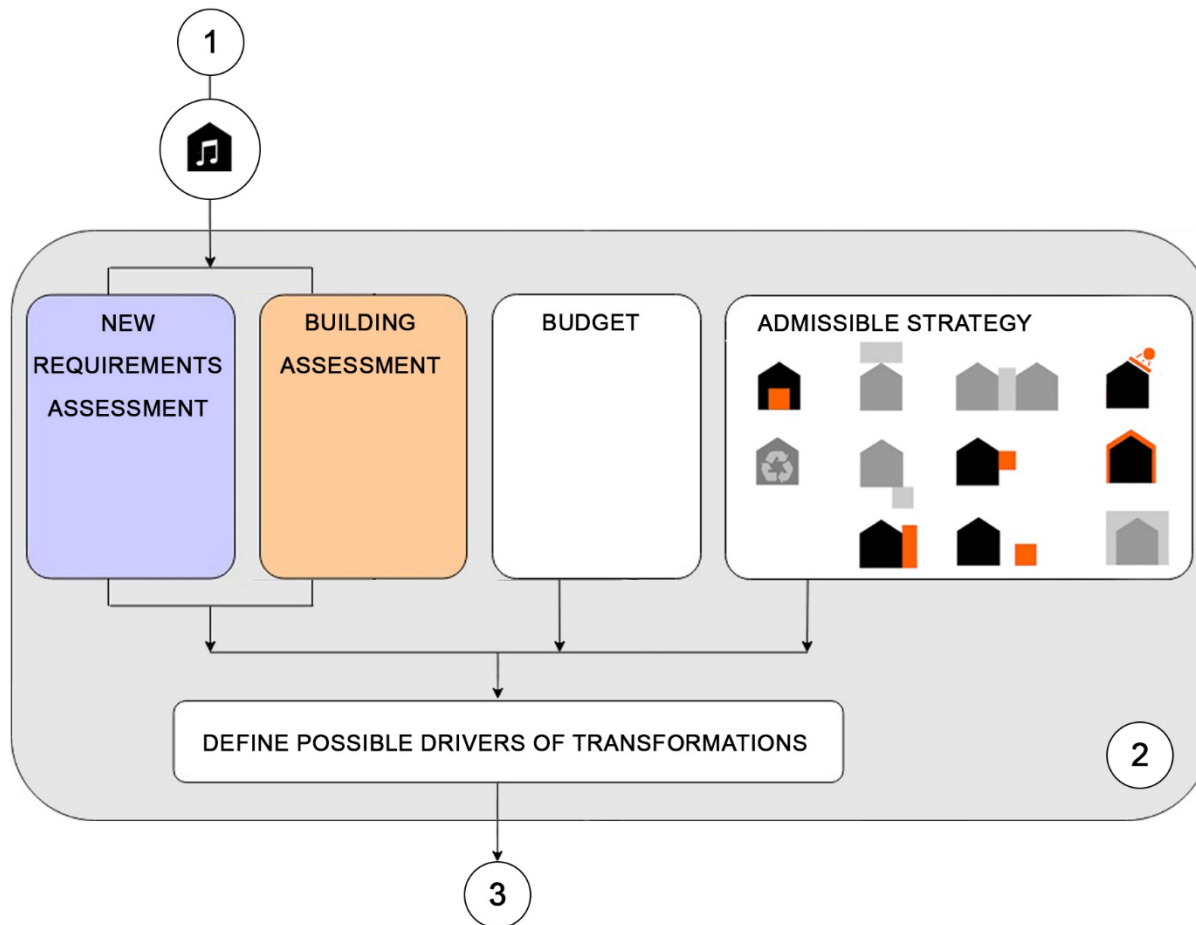 1
NEW
REQUIREMENTS
ASSESSMENT
BUILDING
ASSESSMENT
BUDGET
ADMISSIBLE STRATEGY
DEFINE POSSIBLE DRIVERS OF TRANSFORMATIONS
2
3